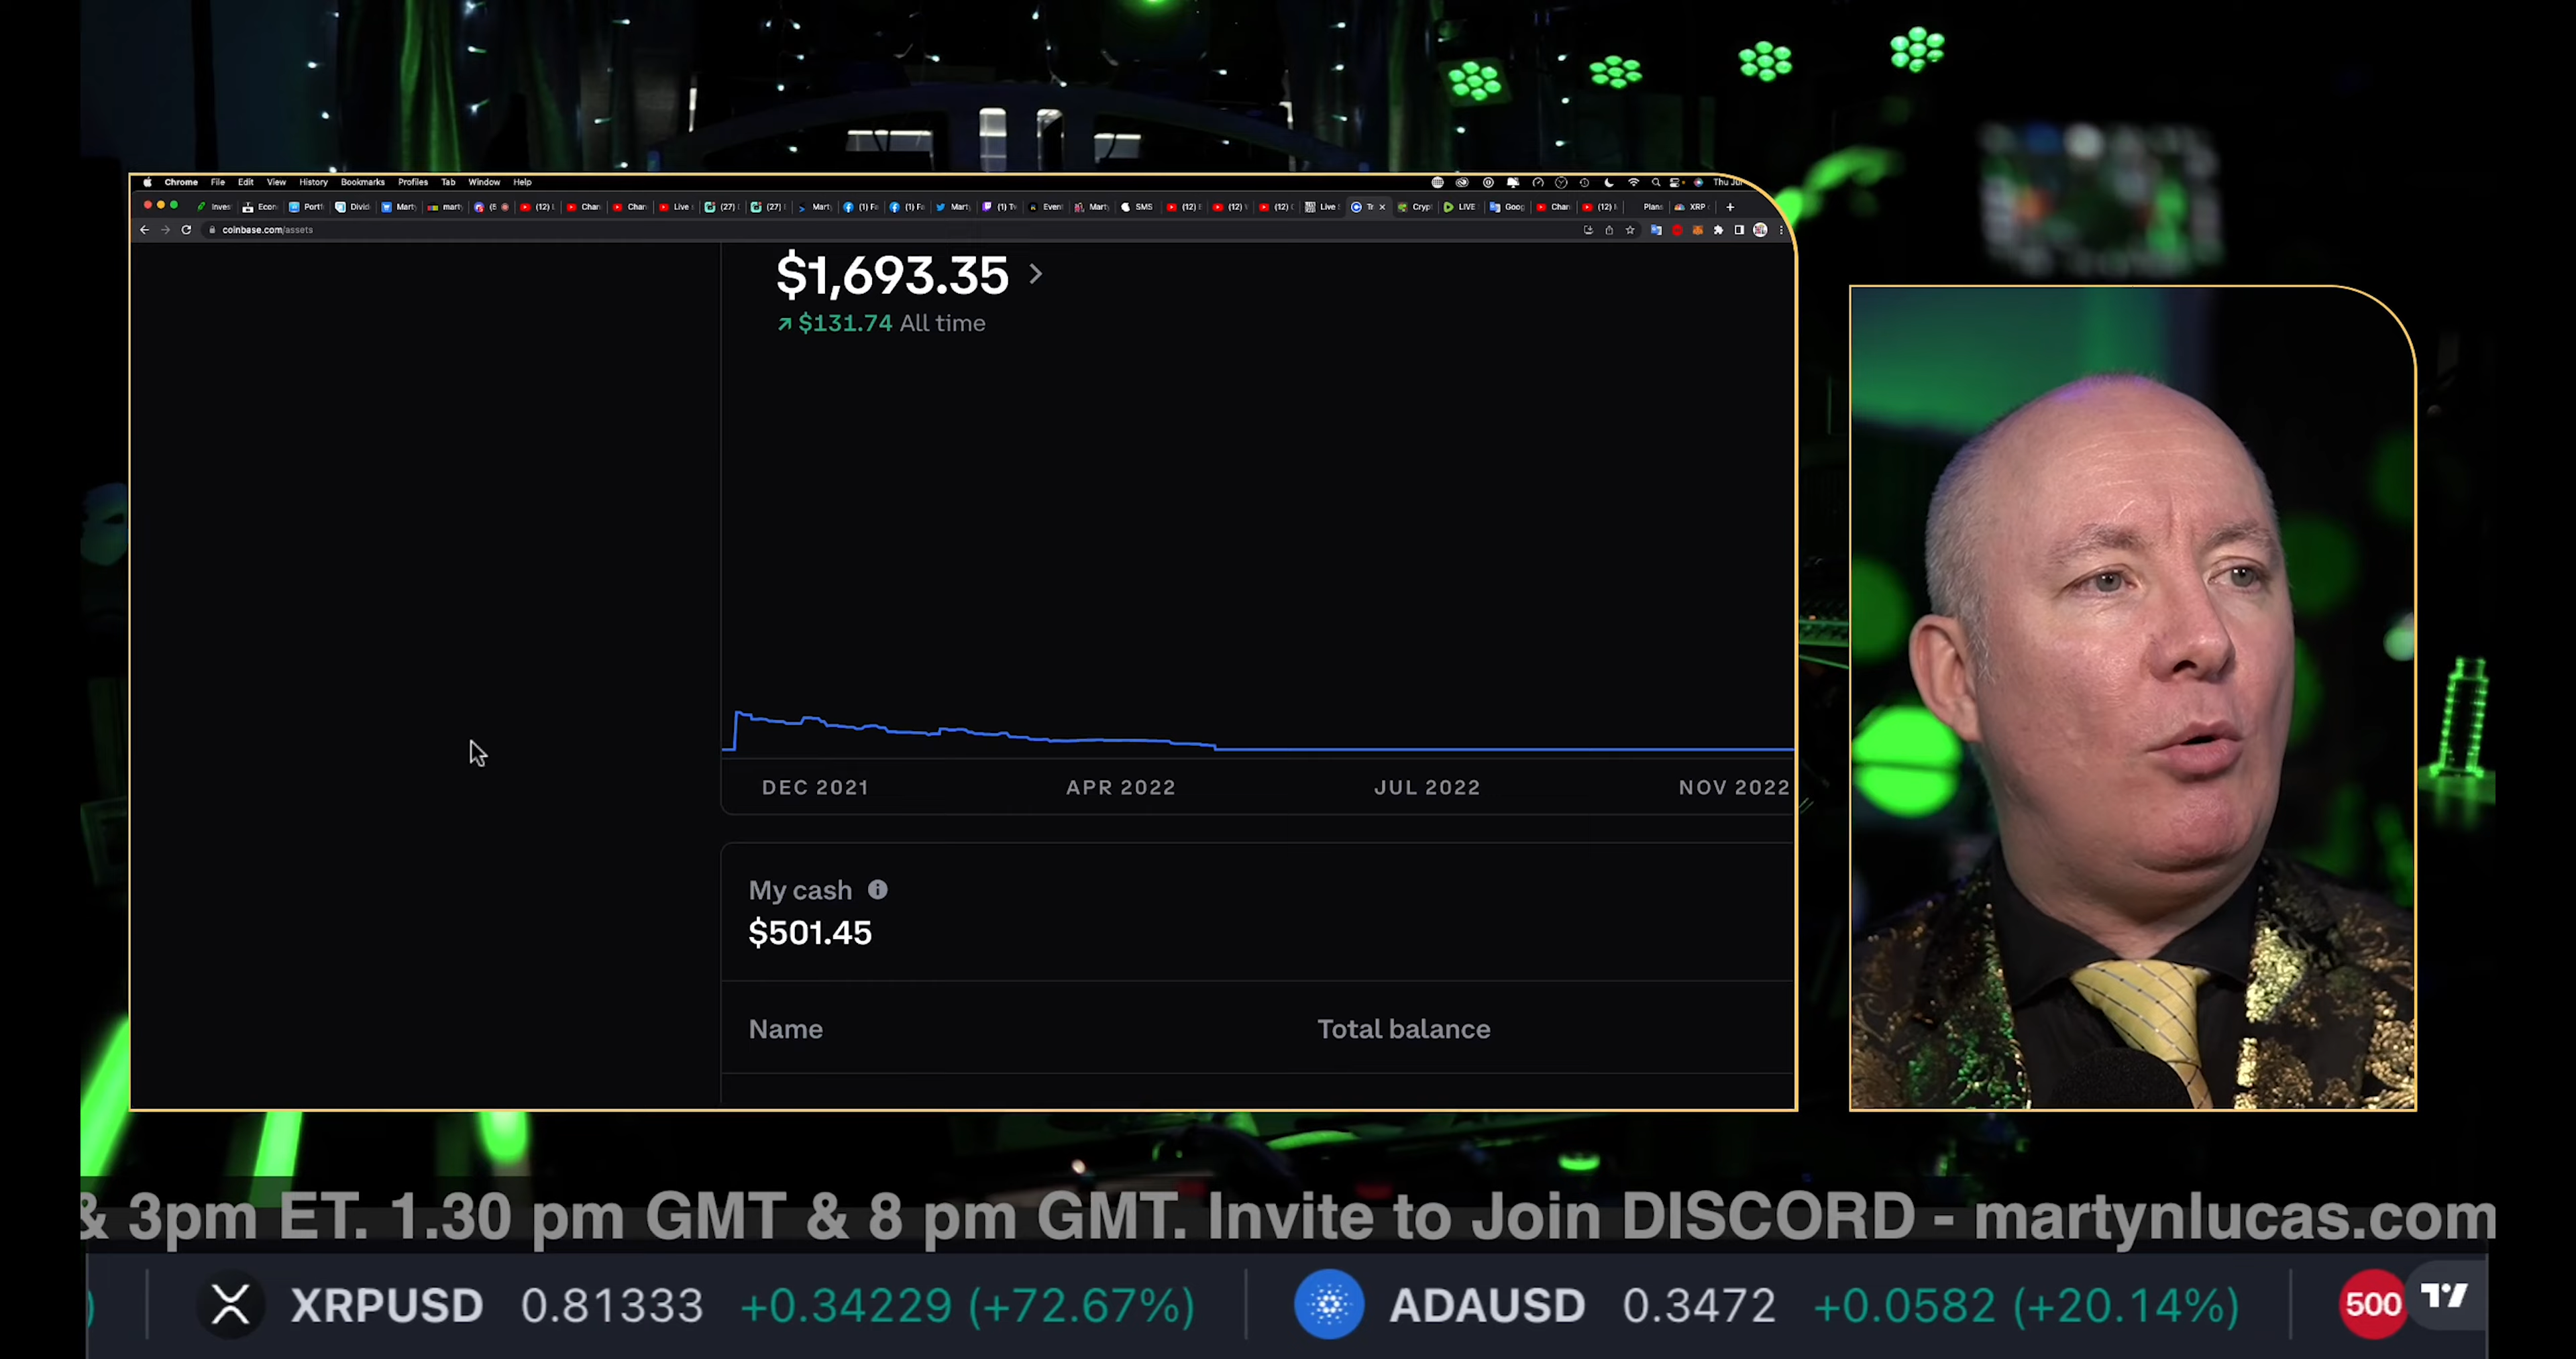 Chrome File Edit View History Bookmarks Profiles Tab Window Help
Thu Jul
coinbase.com/assets
$1,693.35
$131.74 All time
DEC 2021 APR 2022 JUL 2022 NOV 2022
My cash
$501.45
Name Total balance
& 3pm ET. 1.30 pm GMT & 8 pm GMT. Invite to Join DISCORD - martynlucas.com
XRPUSD 0.81333 +0.34229 (+72.67%) ADAUSD 0.3472 +0.0582 (+20.14%) 500